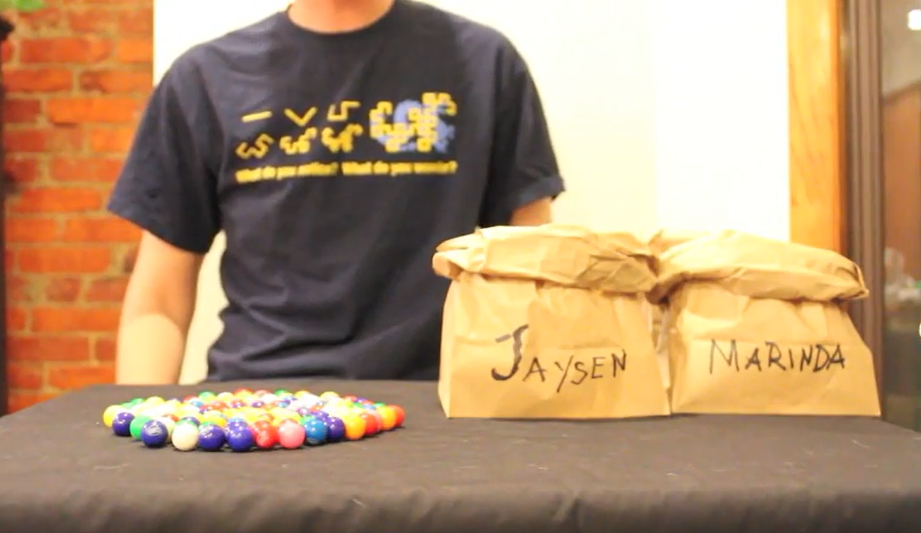 What do you notice? What do you wonder?
JAYSEN
MARINDA